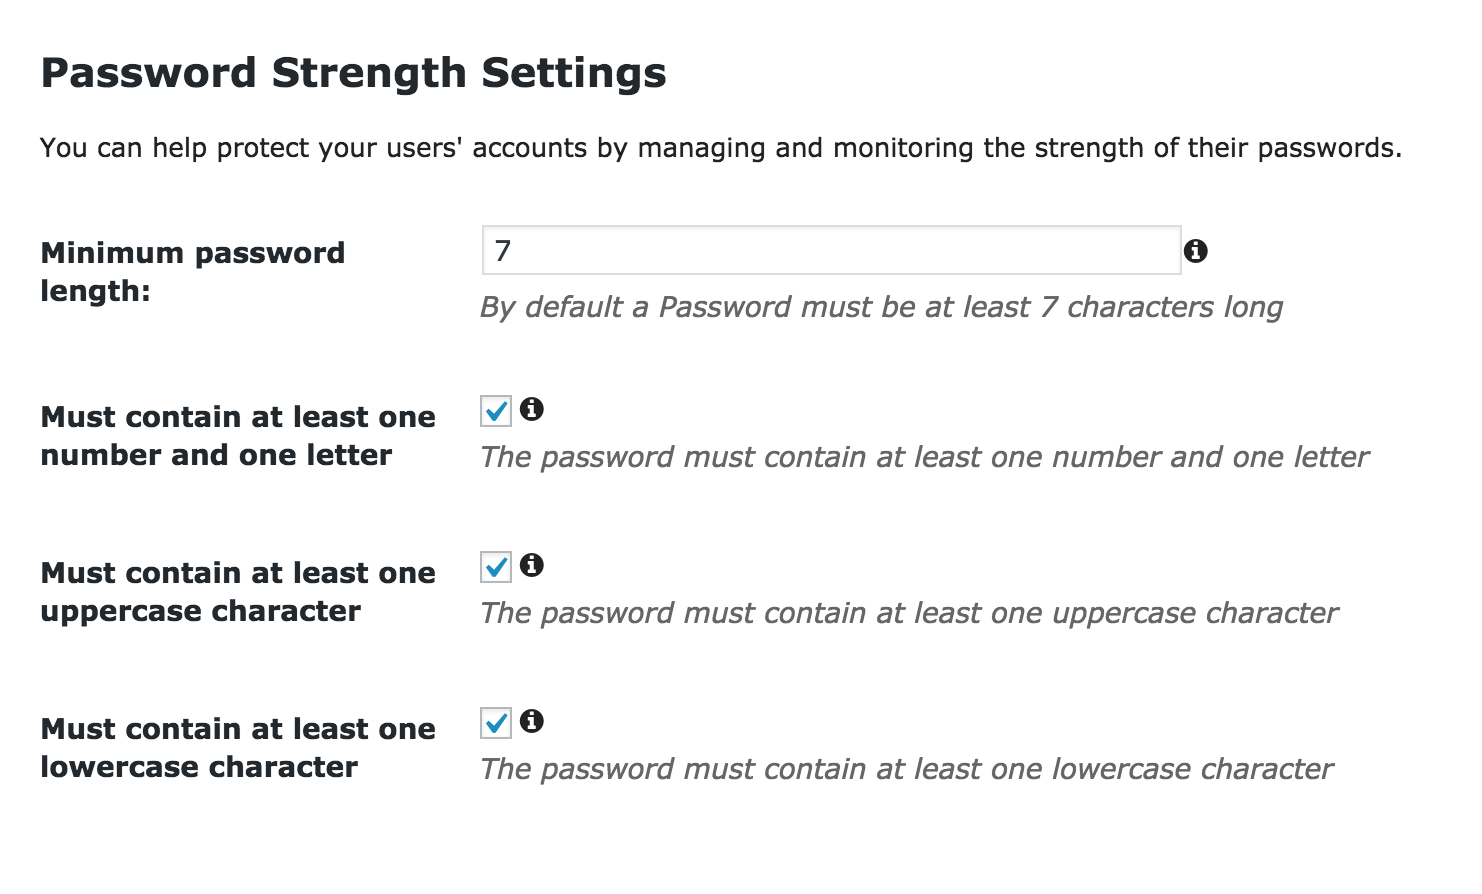 Password Strength Settings
You can help protect your users' accounts by managing and monitoring the strength of their passwords.
Minimum password
length:
7
By default a Password must be at least 7 characters long
Must contain at least one
number and one letter
The password must contain at least one number and one letter
Must contain at least one
uppercase character
The password must contain at least one uppercase character
Must contain at least one
lowercase character
The password must contain at least one lowercase character